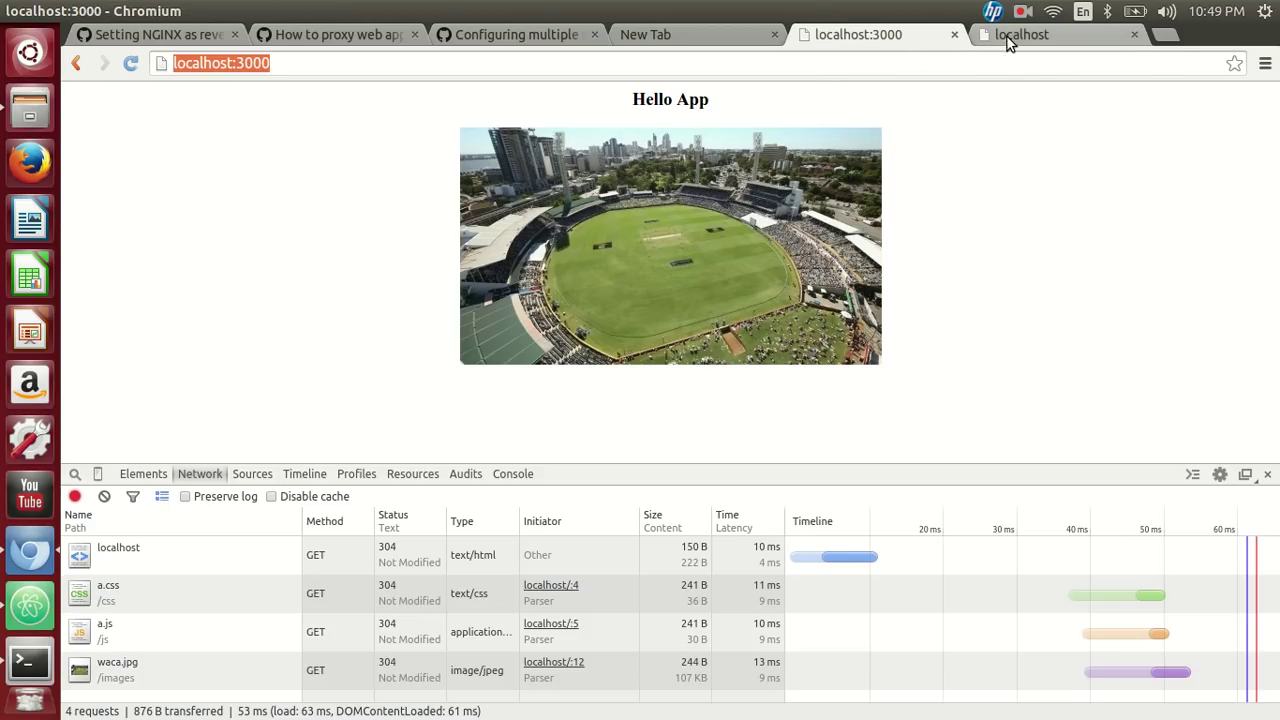 localhost:3000 - Chromium
En
10:49 PM
Setting NGINX as reve
How to proxy web app
Configuring multiple
New Tab
localhost:3000
localhost
localhost:3000
Hello App
Elements Network Sources Timeline Profiles Resources Audits Console
Preserve log Disable cache
Name Path Method Status Text Type Initiator Size Content Time Latency Timeline 20 ms 30 ms 40 ms 50 ms 60 ms
localhost GET 304 Not Modified text/html Other 150 B 222 B 10 ms 4 ms
a.css /css GET 304 Not Modified text/css localhost/:4 Parser 241 B 36 B 11 ms 9 ms
a.js /js GET 304 Not Modified application... localhost/:5 Parser 241 B 30 B 10 ms 9 ms
waca.jpg /images GET 304 Not Modified image/jpeg localhost/:12 Parser 244 B 107 KB 13 ms 9 ms
4 requests | 876 B transferred | 53 ms (load: 63 ms, DOMContentLoaded: 61 ms)
hp
a
You Tube